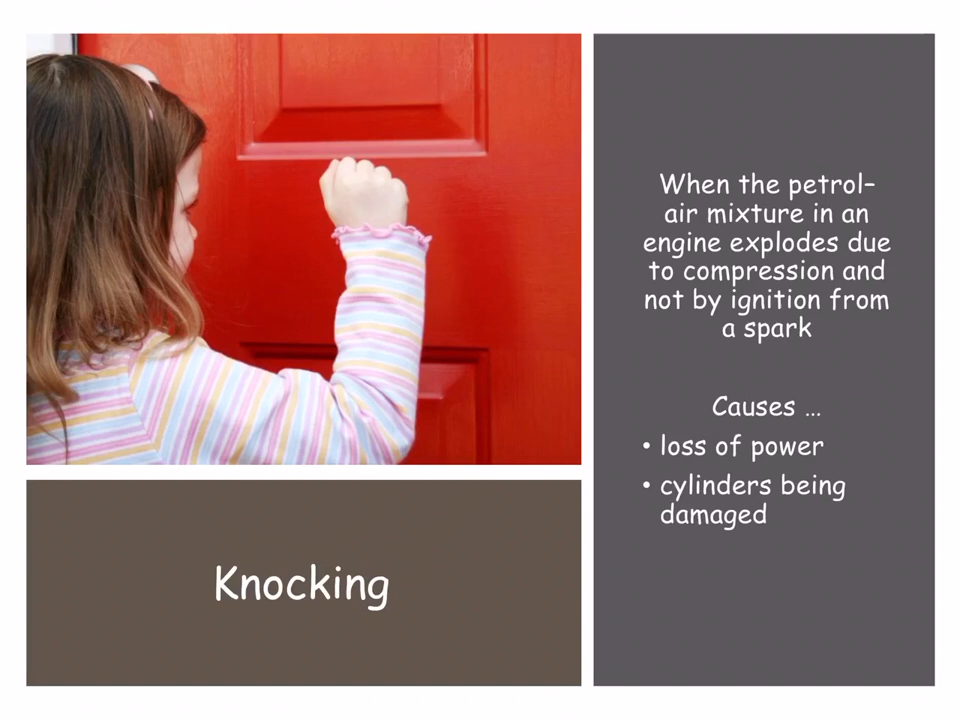 When the petrol–
air mixture in an
engine explodes due
to compression and
not by ignition from
a spark
Causes …
• loss of power
• cylinders being
damaged
Knocking